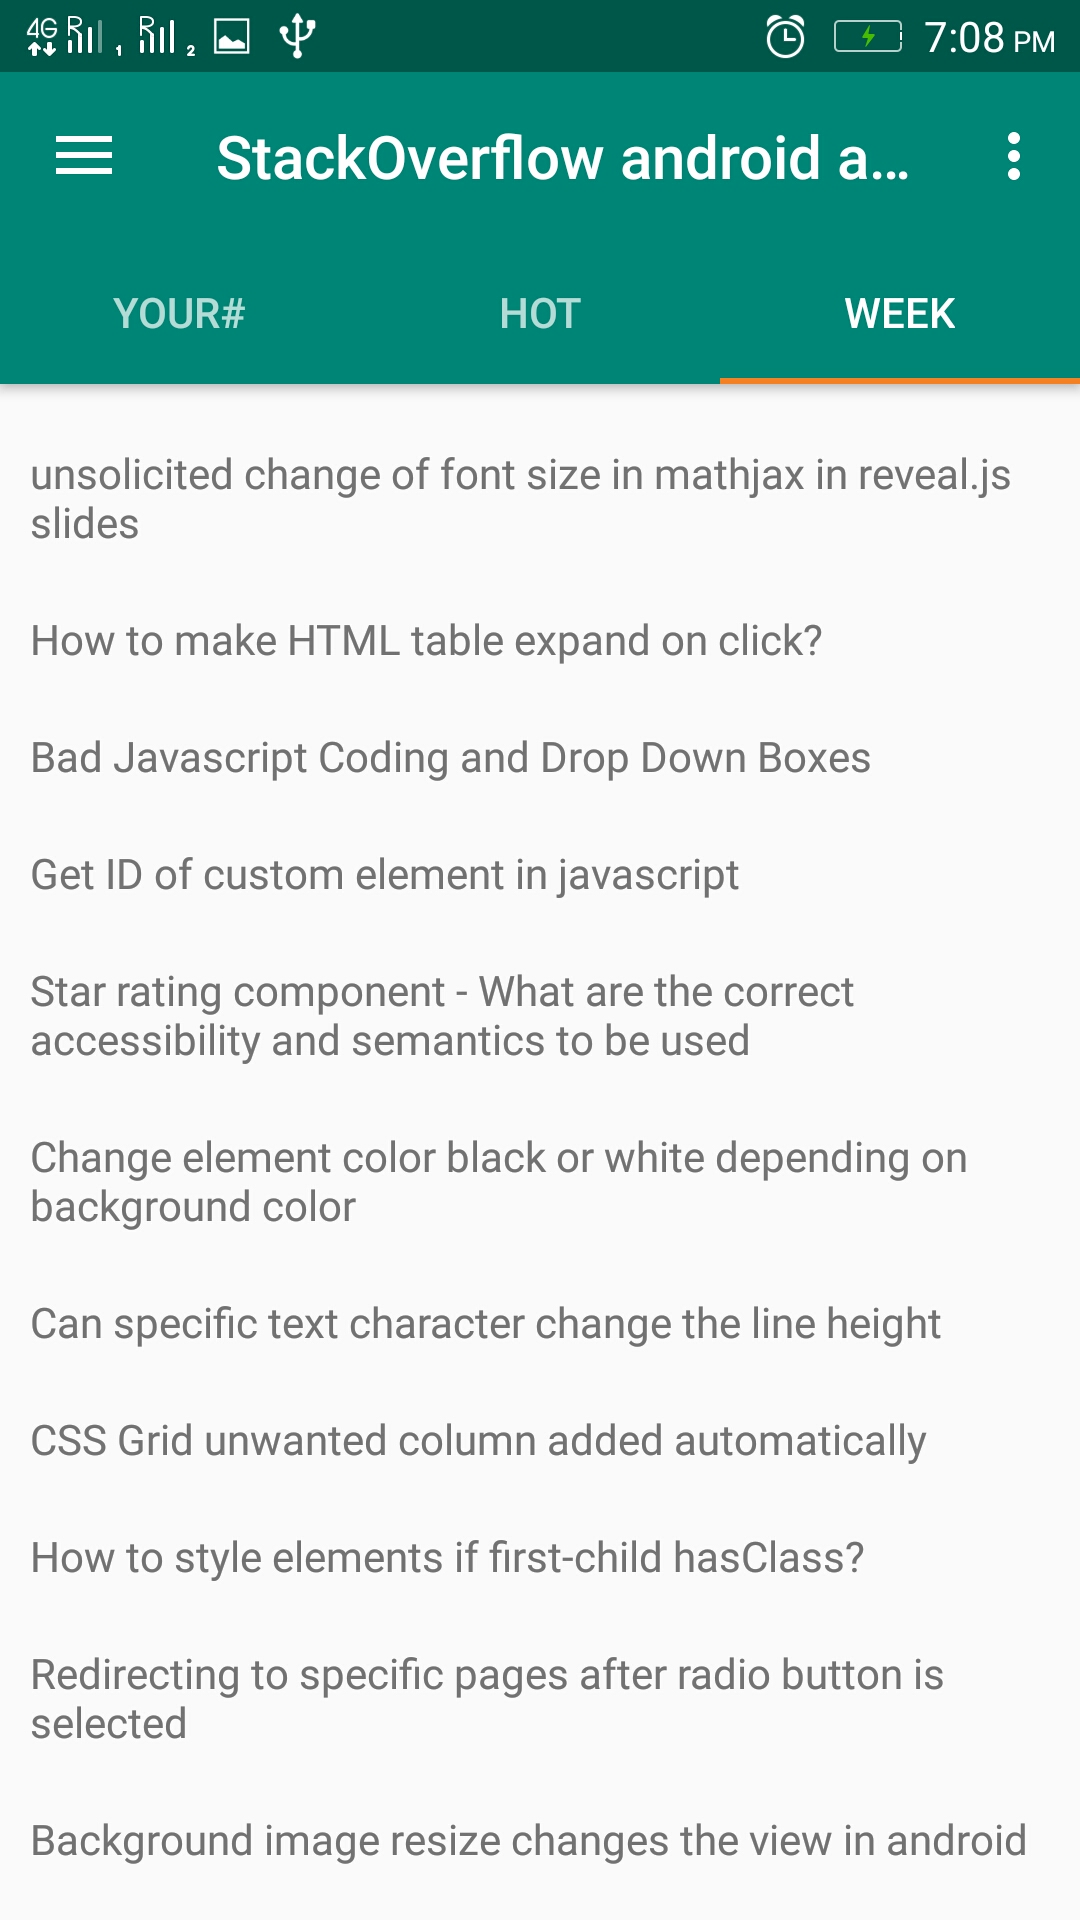 4G R 1 R 2 7:08 PM
StackOverflow android a...
YOUR# HOT WEEK
unsolicited change of font size in mathjax in reveal.js
slides
How to make HTML table expand on click?
Bad Javascript Coding and Drop Down Boxes
Get ID of custom element in javascript
Star rating component - What are the correct
accessibility and semantics to be used
Change element color black or white depending on
background color
Can specific text character change the line height
CSS Grid unwanted column added automatically
How to style elements if first-child hasClass?
Redirecting to specific pages after radio button is
selected
Background image resize changes the view in android